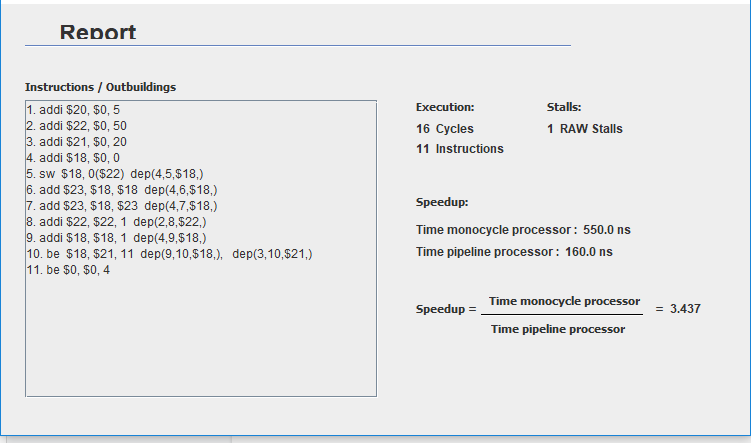 Report
Instructions / Outbuildings
1. addi $20, $0, 5
2. addi $22, $0, 50
3. addi $21, $0, 20
4. addi $18, $0, 0
5. sw $18, 0($22) dep(4,5,$18,)
6. add $23, $18, $18 dep(4,6,$18,)
7. add $23, $18, $23 dep(4,7,$18,)
8. addi $22, $22, 1 dep(2,8,$22,)
9. addi $18, $18, 1 dep(4,9,$18,)
10. be $18, $21, 11 dep(9,10,$18,), dep(3,10,$21,)
11. be $0, $0, 4
Execution:
16 Cycles
11 Instructions
Stalls:
1 RAW Stalls
Speedup:
Time monocycle processor : 550.0 ns
Time pipeline processor : 160.0 ns
Speedup = Time monocycle processor = 3.437
Time pipeline processor